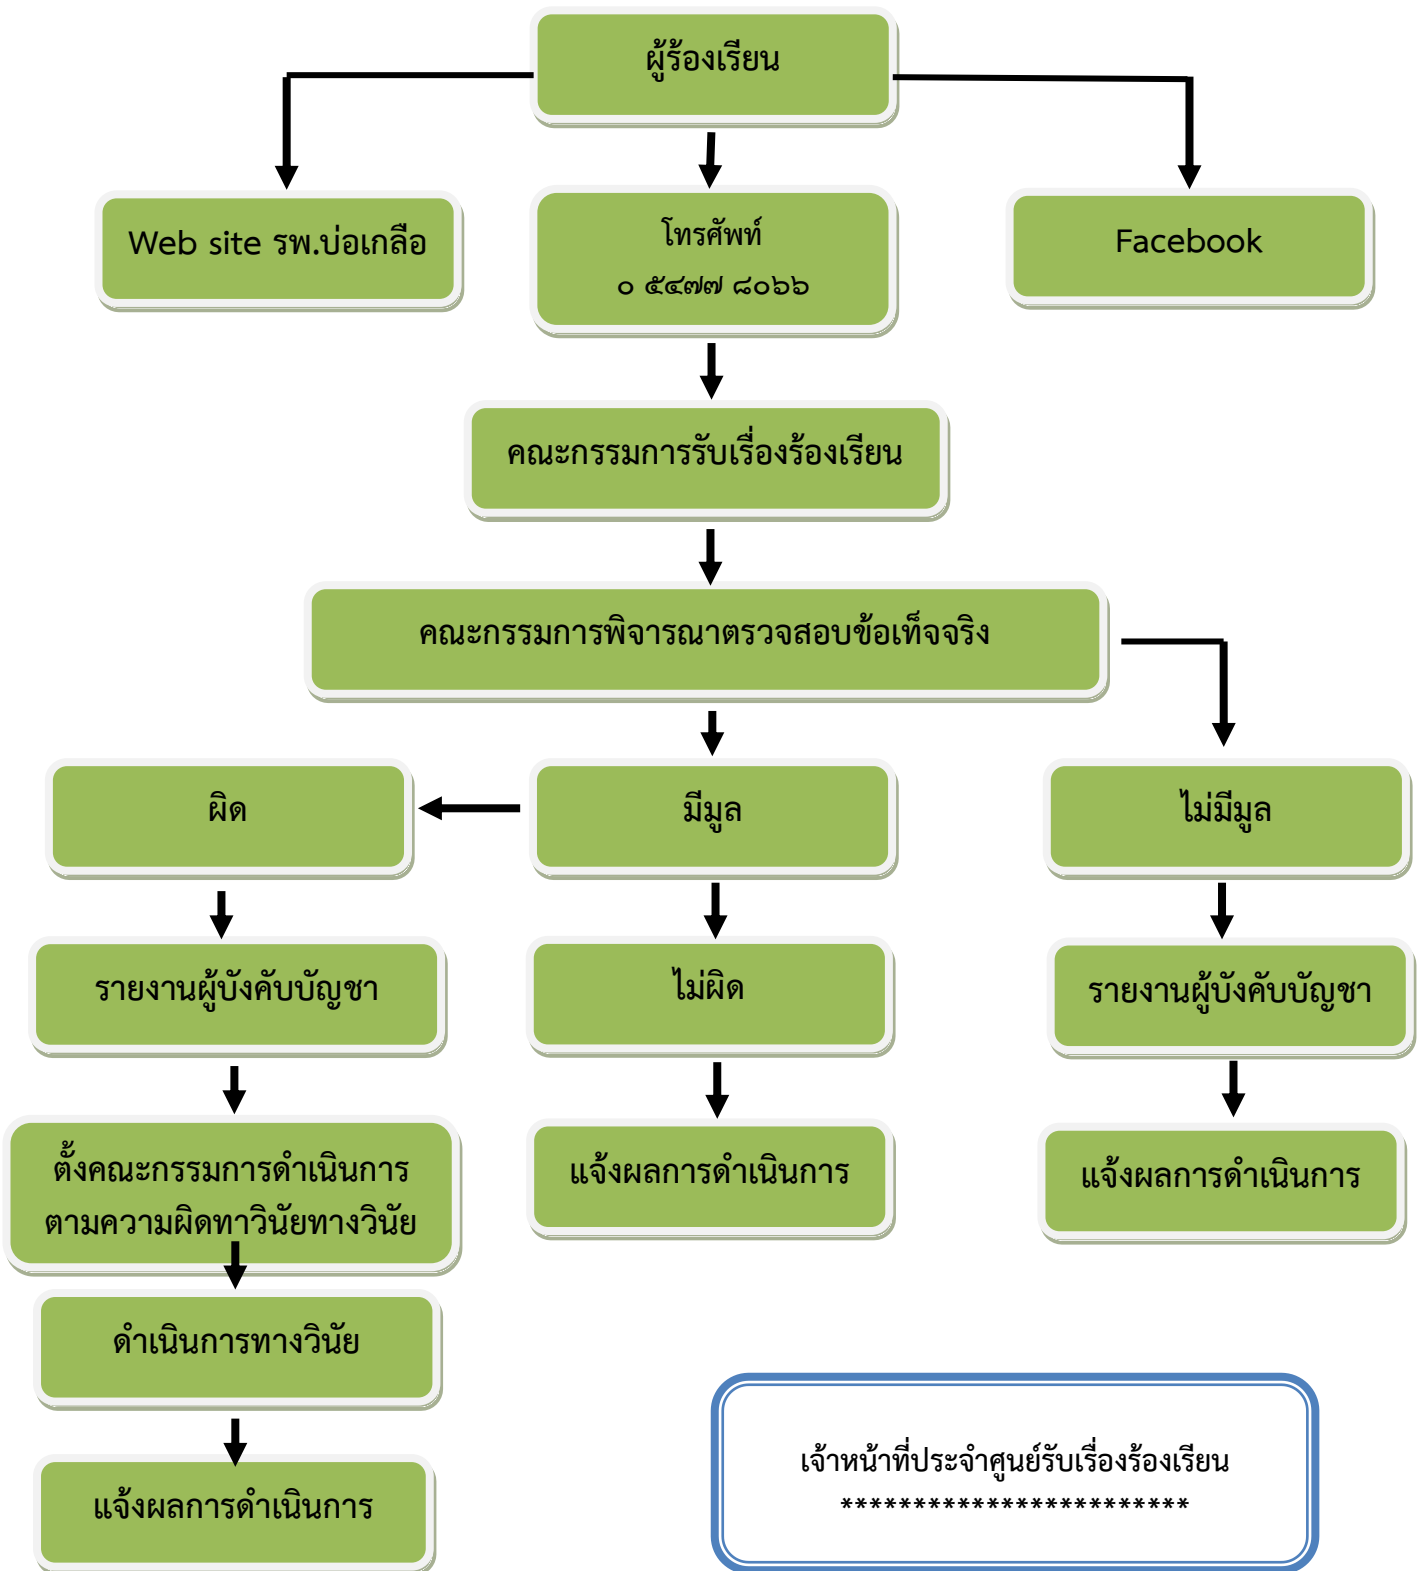 ผู้ร้องเรียน
Web site รพ.บ่อเกลือ
โทรศัพท์
๐ ๕๔๗๗ ๘๐๖๖
Facebook
คณะกรรมการรับเรื่องร้องเรียน
คณะกรรมการพิจารณาตรวจสอบข้อเท็จจริง
ผิด
มีมูล
ไม่มีมูล
รายงานผู้บังคับบัญชา
ไม่ผิด
รายงานผู้บังคับบัญชา
ตั้งคณะกรรมการดำเนินการ
ตามความผิดทาวินัยทางวินัย
แจ้งผลการดำเนินการ
แจ้งผลการดำเนินการ
ดำเนินการทางวินัย
แจ้งผลการดำเนินการ
เจ้าหน้าที่ประจำศูนย์รับเรื่องร้องเรียน
************************